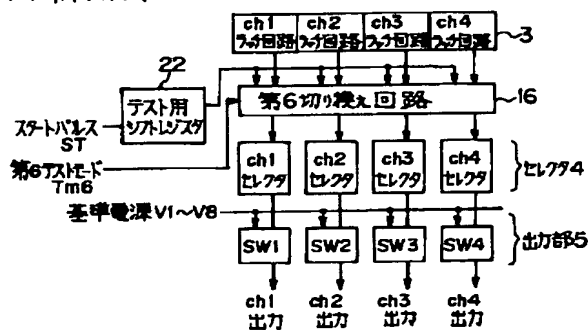 ch1 ch2 ch3 ch4
ラッチ回路 ラッチ回路 ラッチ回路 ラッチ回路
3
22
テスト用
シフトレジスタ
第6切り換え回路
16
スタートパルス
ST
第6テストモード
Tm6
ch1 ch2 ch3 ch4
セレクタ セレクタ セレクタ セレクタ
セレクタ4
基準電源V1~V8
SW1 SW2 SW3 SW4
出力部5
ch1 ch2 ch3 ch4
出力 出力 出力 出力